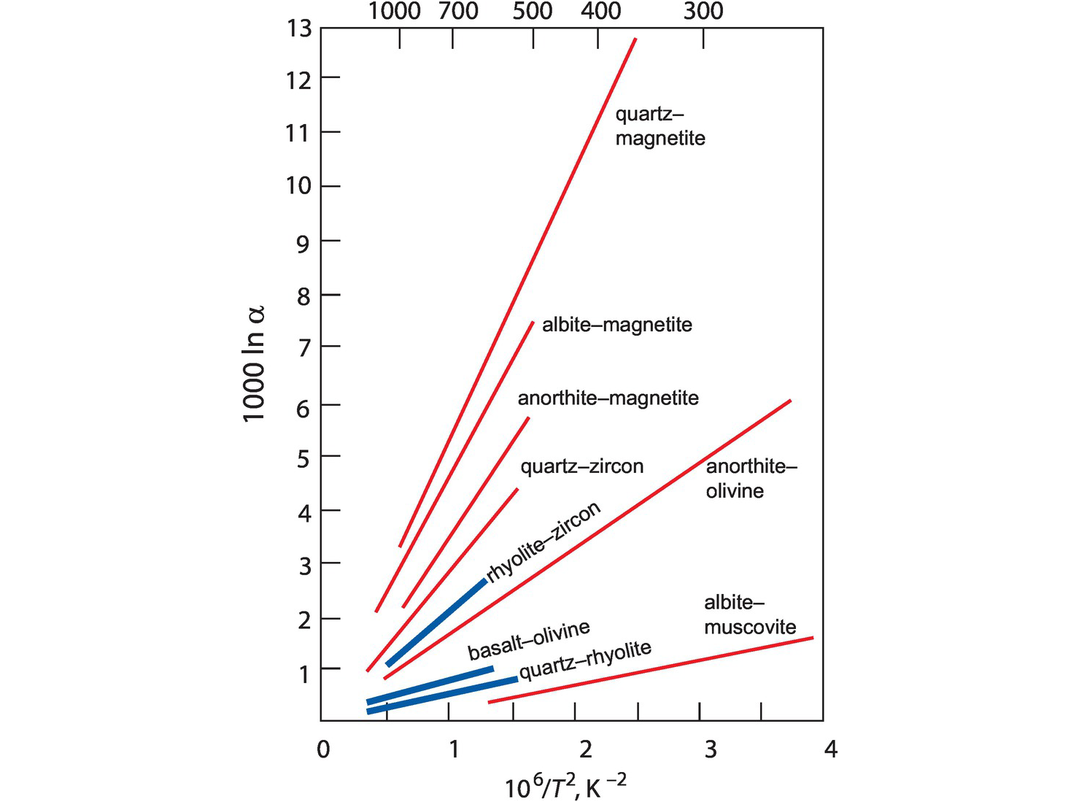 1000 700 500 400 300
13
12
11
10
9
8
7
6
5
4
3
2
1
1000 ln α
quartz–
magnetite
albite–magnetite
anorthite–magnetite
quartz–zircon
anorthite–
olivine
rhyolite–zircon
albite–
muscovite
basalt–olivine
quartz–rhyolite
0 1 2 3 4
10⁶/T², K⁻²